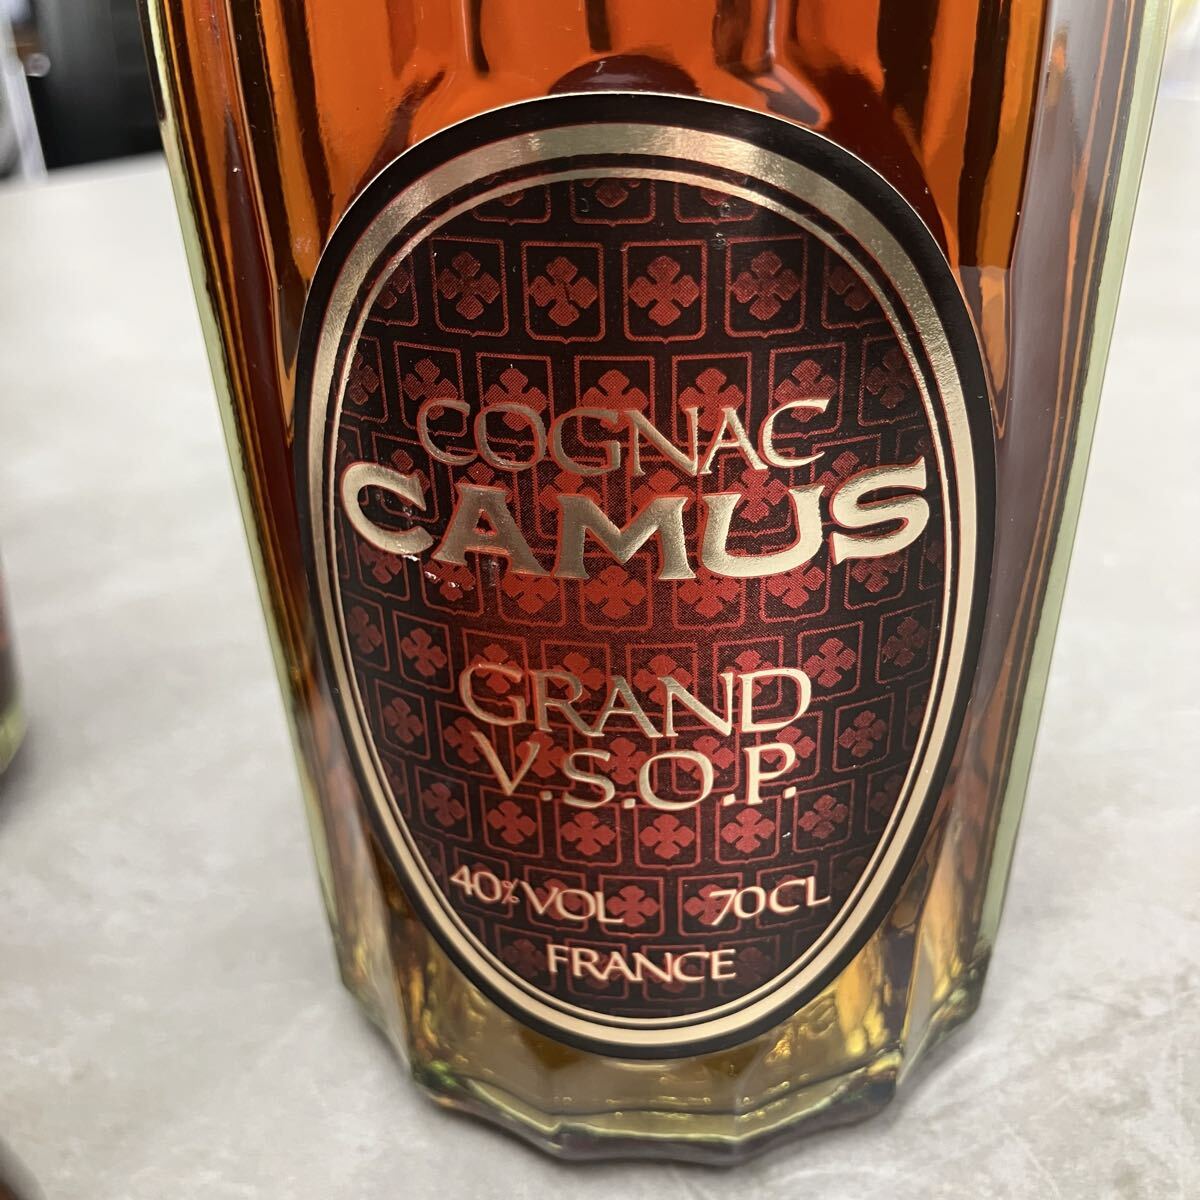 COGNAC
CAMUS
GRAND
V.S.O.P.
40% VOL 70CL
FRANCE